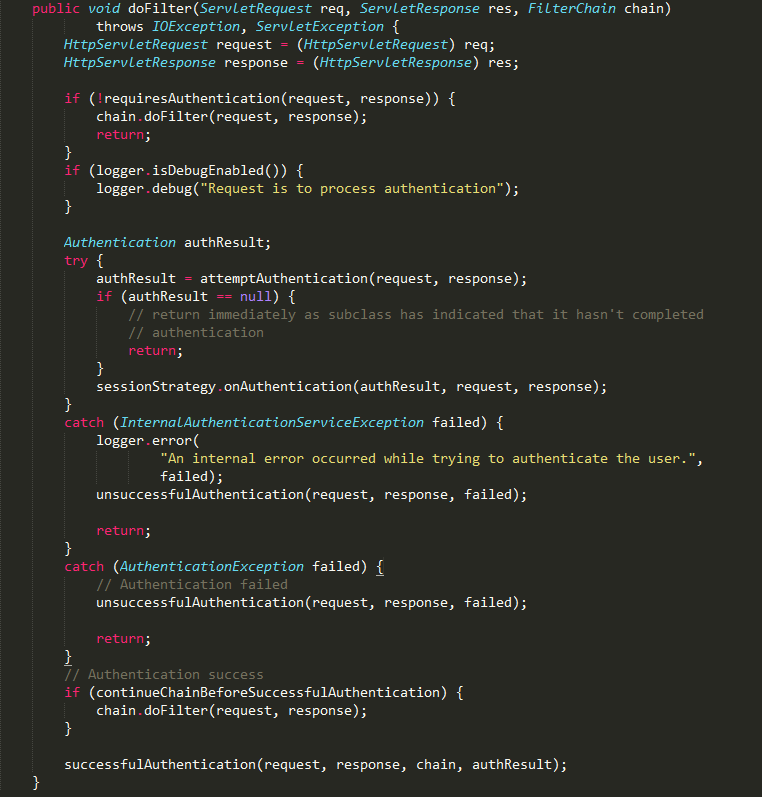 public void doFilter(ServletRequest req, ServletResponse res, FilterChain chain)
throws IOException, ServletException {
HttpServletRequest request = (HttpServletRequest) req;
HttpServletResponse response = (HttpServletResponse) res;
if (!requiresAuthentication(request, response)) {
chain.doFilter(request, response);
return;
}
if (logger.isDebugEnabled()) {
logger.debug("Request is to process authentication");
}
Authentication authResult;
try {
authResult = attemptAuthentication(request, response);
if (authResult == null) {
// return immediately as subclass has indicated that it hasn't completed
// authentication
return;
}
sessionStrategy.onAuthentication(authResult, request, response);
}
catch (InternalAuthenticationServiceException failed) {
logger.error(
"An internal error occurred while trying to authenticate the user.",
failed);
unsuccessfulAuthentication(request, response, failed);
return;
}
catch (AuthenticationException failed) {
// Authentication failed
unsuccessfulAuthentication(request, response, failed);
return;
}
// Authentication success
if (continueChainBeforeSuccessfulAuthentication) {
chain.doFilter(request, response);
}
successfulAuthentication(request, response, chain, authResult);
}